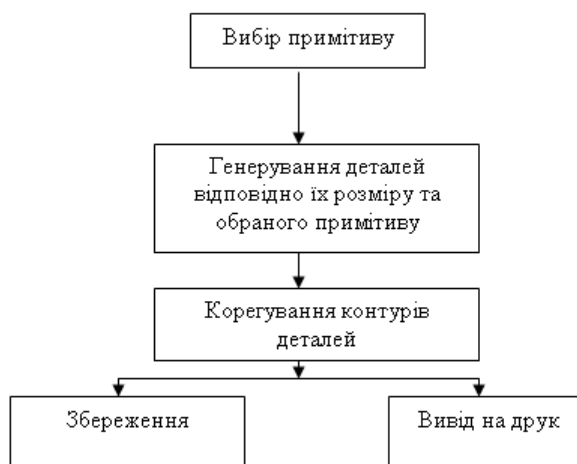 Вибір примітиву
Генерування деталей
відповідно їх розміру та
обраного примітиву
Корегування контурів
деталей
Збереження
Вивід на друк